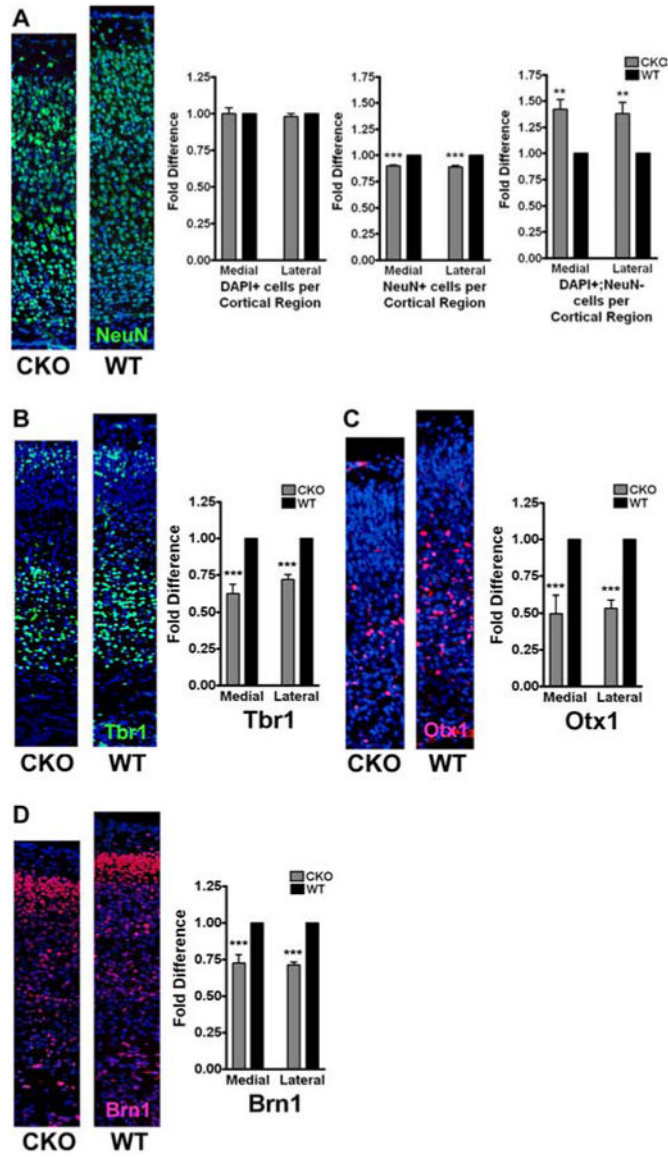 A
NeuN
CKO WT
Fold Difference
1.25
1.00
0.75
0.50
0.25
0.00
Medial Lateral
DAPI+ cells per
Cortical Region
Fold Difference
1.25
1.00
0.75
0.50
0.25
0.00
*** ***
Medial Lateral
NeuN+ cells per
Cortical Region
CKO
WT
Fold Difference
1.75
1.50
1.25
1.00
0.75
0.50
0.25
0.00
** **
Medial Lateral
DAPI+;NeuN-
cells per
Cortical Region
B
Tbr1
CKO WT
CKO
WT
Fold Difference
1.25
1.00
0.75
0.50
0.25
0.00
*** ***
Medial Lateral
Tbr1
C
Otx1
CKO WT
CKO
WT
Fold Difference
1.25
1.00
0.75
0.50
0.25
0.00
*** ***
Medial Lateral
Otx1
D
Brn1
CKO WT
CKO
WT
Fold Difference
1.25
1.00
0.75
0.50
0.25
0.00
*** ***
Medial Lateral
Brn1